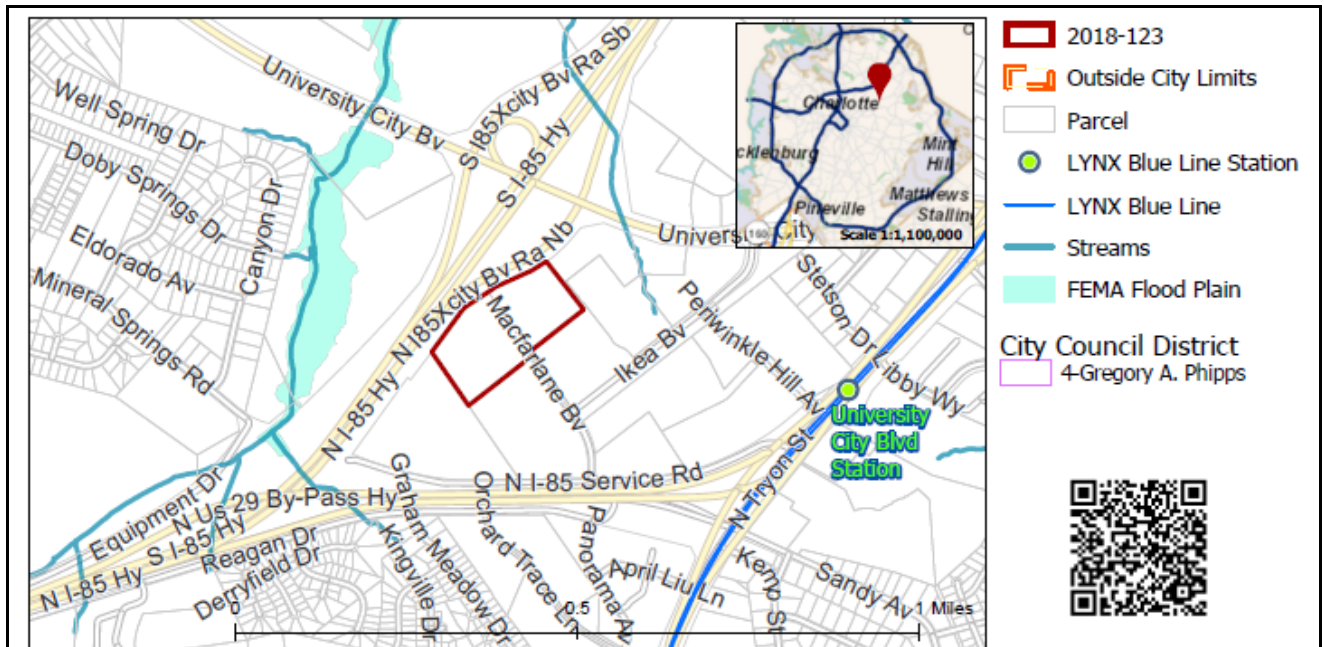 University City Bv
S I85Xcity Bv Ra Sb
S I-85 Hy
Well Spring Dr
Doby Springs Dr
Canyon Dr
Eldorado Av
Mineral Springs Rd
N I85Xcity Bv Ra Nb
Macfarlane Bv
Ikea Bv
N I-85 Hy
City
Periwinkle Hill Av
Stetson Dr
Libby Wy
University
City Blvd
Station
N Tryon St
O N I-85 Service Rd
N Us 29 By-Pass Hy
Equipment Dr
S I-85 Hy
N I-85 Hy
Reagan Dr
Derryfield Dr
Kingville Dr
Graham Meadow Dr
Orchard Trace Ln
Panorama Av
April Liu Ln
Kemp St
Sandy Av
0
0.5
1 Miles
Charlotte
cklenburg
Mint
Hill
Matthews
Stallin
Pineville
Scale 1:1,100,000
2018-123
Outside City Limits
Parcel
LYNX Blue Line Station
LYNX Blue Line
Streams
FEMA Flood Plain
City Council District
4-Gregory A. Phipps